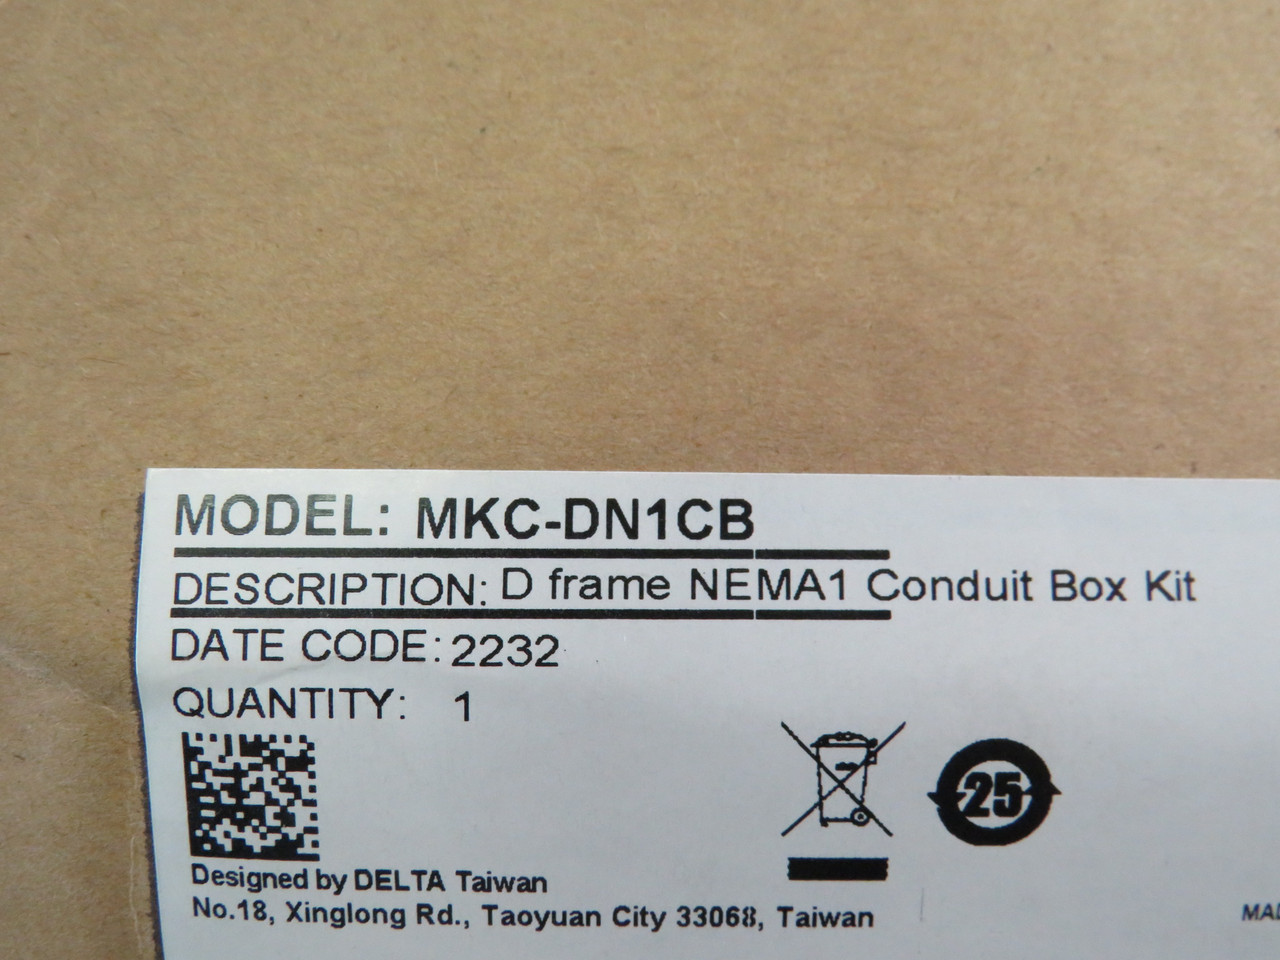 MODEL: MKC-DN1CB
DESCRIPTION: D frame NEMA1 Conduit Box Kit
DATE CODE: 2232
QUANTITY: 1
25
Designed by DELTA Taiwan
No.18, Xinglong Rd., Taoyuan City 33068, Taiwan